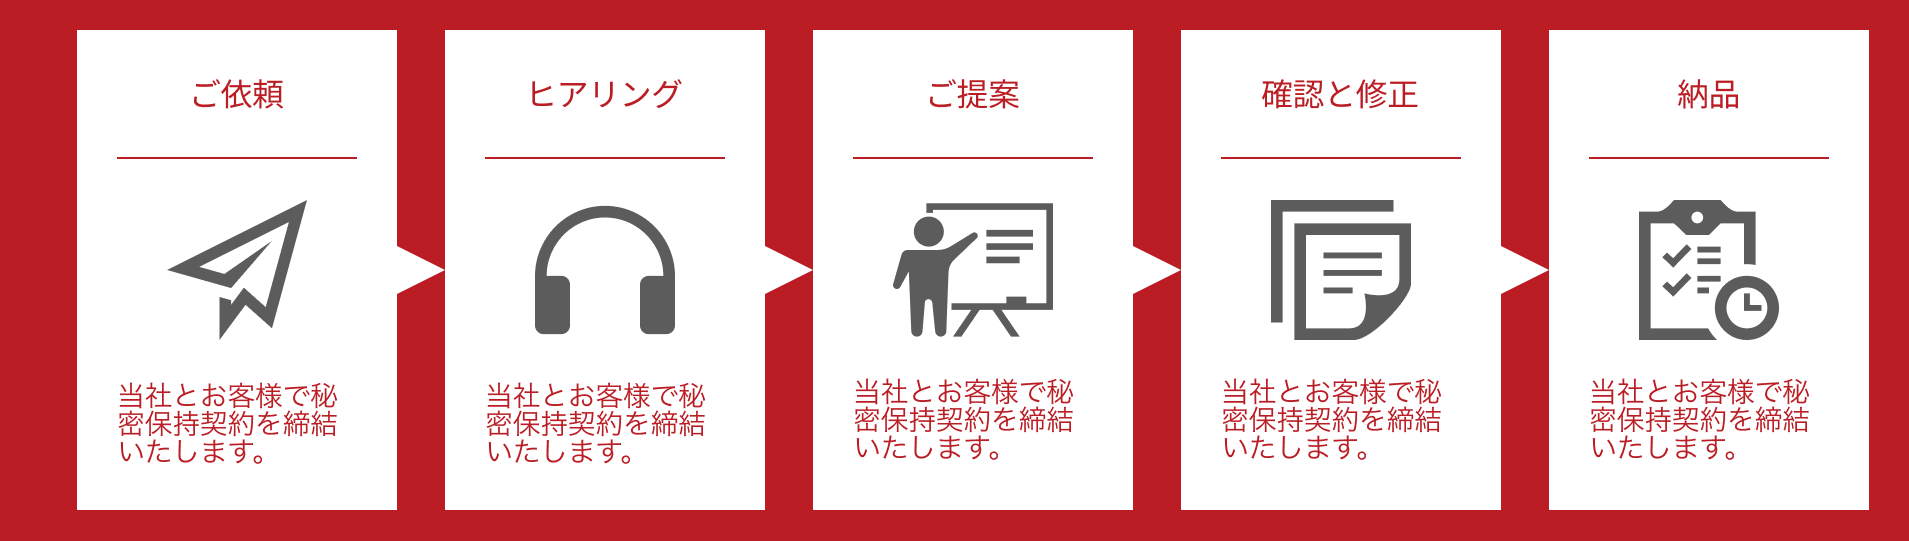 ご依頼
当社とお客様で秘
密保持契約を締結
いたします。
ヒアリング
当社とお客様で秘
密保持契約を締結
いたします。
ご提案
当社とお客様で秘
密保持契約を締結
いたします。
確認と修正
当社とお客様で秘
密保持契約を締結
いたします。
納品
当社とお客様で秘
密保持契約を締結
いたします。